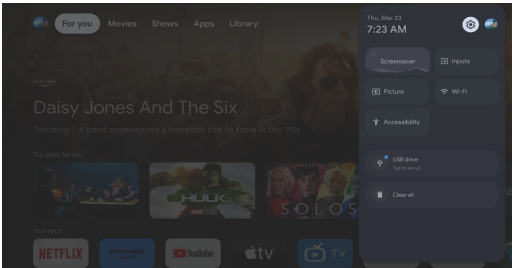 For you
Movies
Shows
Apps
Library
Thu, Mar 23
7:23 AM
Screensaver
Inputs
Picture
Wi-Fi
Accessibility
USB drive
Tap to set up
Clear all
Daisy Jones And The Six
Trending | A band experiences a meteoric rise to fame in the '70s
Top picks for you
HULK
SOLOS
Your apps
NETFLIX
prime video
YouTube
tv
TV